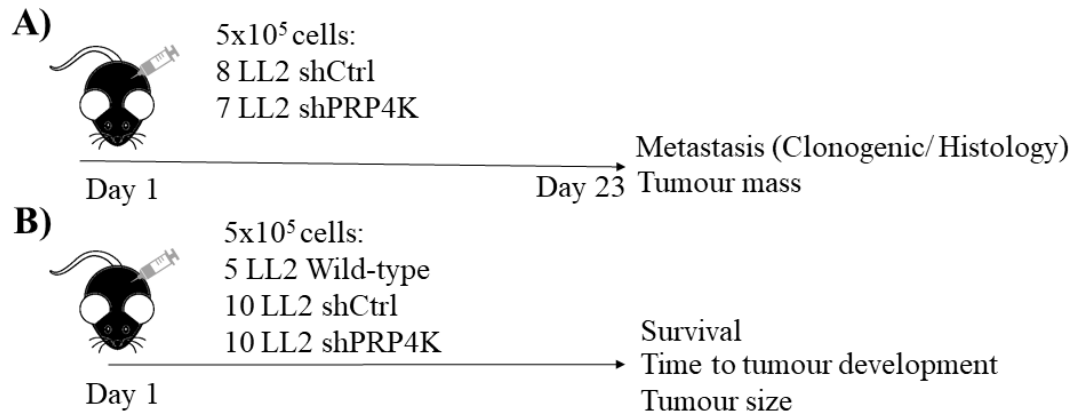 A)
5x10⁵ cells:
8 LL2 shCtrl
7 LL2 shPRP4K
Metastasis (Clonogenic/ Histology)
Day 1
Day 23
Tumour mass
B)
5x10⁵ cells:
5 LL2 Wild-type
10 LL2 shCtrl
10 LL2 shPRP4K
Survival
Time to tumour development
Day 1
Tumour size